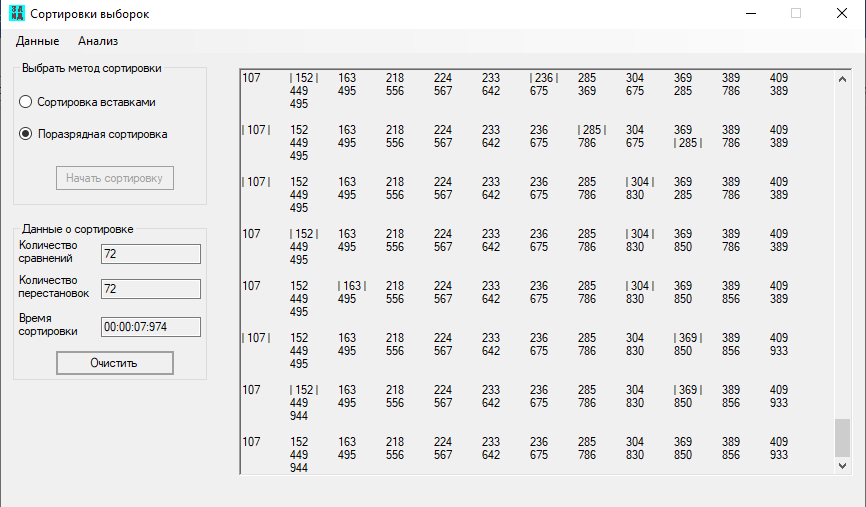 Сортировки выборок
Данные Анализ
Выбрать метод сортировки
Сортировка вставками
Поразрядная сортировка
Начать сортировку
Данные о сортировке
Количество сравнений 72
Количество перестановок 72
Время сортировки 00:00:07:974
Очистить
107 | 152 | 163 218 224 233 | 236 | 285 304 369 389 409
449 495 556 567 642 675 369 675 285 786 389
495
| 107 | 152 163 218 224 233 236 | 285 | 304 369 389 409
449 495 556 567 642 675 786 675 | 285 | 786 389
495
| 107 | 152 163 218 224 233 236 285 | 304 | 369 389 409
449 495 556 567 642 675 786 830 285 786 389
495
107 | 152 | 163 218 224 233 236 285 | 304 | 369 389 409
449 495 556 567 642 675 786 830 850 786 389
495
107 152 | 163 | 218 224 233 236 285 | 304 | 369 389 409
449 495 556 567 642 675 786 830 850 856 389
495
| 107 | 152 163 218 224 233 236 285 304 | 369 | 389 409
449 495 556 567 642 675 786 830 850 856 933
495
107 | 152 | 163 218 224 233 236 285 304 | 369 | 389 409
449 495 556 567 642 675 786 830 850 856 933
944
107 152 163 218 224 233 236 285 304 369 389 409
449 495 556 567 642 675 786 830 850 856 933
944